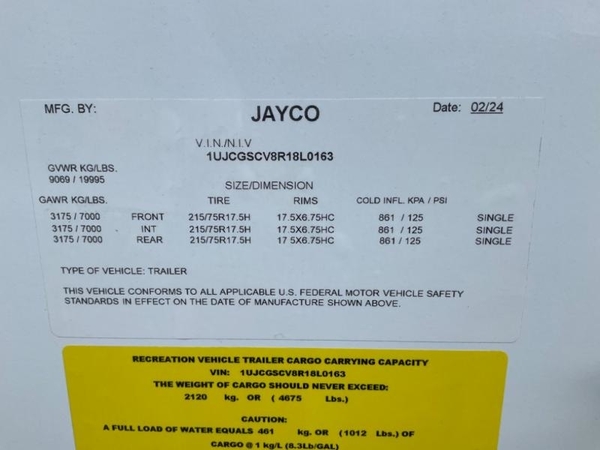 MFG. BY: JAYCO Date: 02/24
V.I.N./N.I.V
1UJCGSCV8R18L0163
GVWR KG/LBS.
9069 / 19995
SIZE/DIMENSION
GAWR KG/LBS. TIRE RIMS COLD INFL. KPA / PSI
3175 / 7000 FRONT 215/75R17.5H 17.5X6.75HC 861 / 125 SINGLE
3175 / 7000 INT 215/75R17.5H 17.5X6.75HC 861 / 125 SINGLE
3175 / 7000 REAR 215/75R17.5H 17.5X6.75HC 861 / 125 SINGLE
TYPE OF VEHICLE: TRAILER
THIS VEHICLE CONFORMS TO ALL APPLICABLE U.S. FEDERAL MOTOR VEHICLE SAFETY
STANDARDS IN EFFECT ON THE DATE OF MANUFACTURE SHOWN ABOVE.
RECREATION VEHICLE TRAILER CARGO CARRYING CAPACITY
VIN: 1UJCGSCV8R18L0163
THE WEIGHT OF CARGO SHOULD NEVER EXCEED:
2120 kg. OR ( 4675 Lbs.)
CAUTION:
A FULL LOAD OF WATER EQUALS 461 kg. OR (1012 Lbs.) OF
CARGO @ 1 kg/L (8.3Lb/GAL)